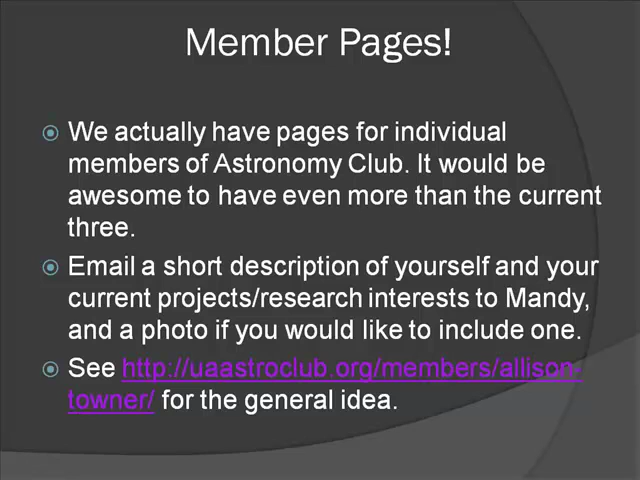 Member Pages!
We actually have pages for individual
members of Astronomy Club. It would be
awesome to have even more than the current
three.
Email a short description of yourself and your
current projects/research interests to Mandy,
and a photo if you would like to include one.
See http://uaastroclub.org/members/allison-
towner/ for the general idea.